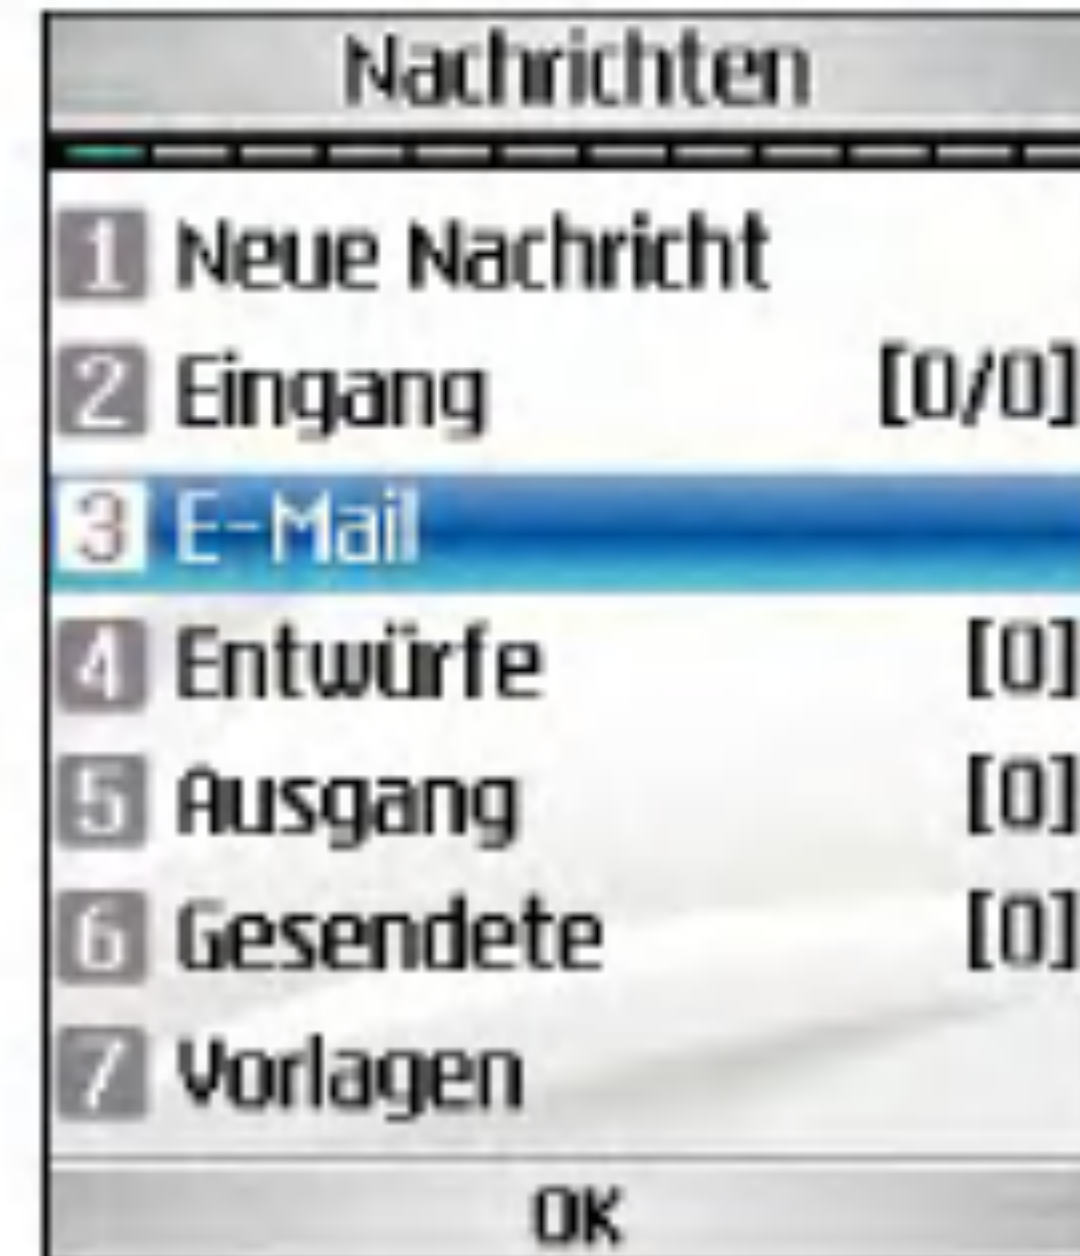 Nachrichten
1 Neue Nachricht
2 Eingang [0/0]
3 E-Mail
4 Entwürfe [0]
5 Ausgang [0]
6 Gesendete [0]
7 Vorlagen
OK